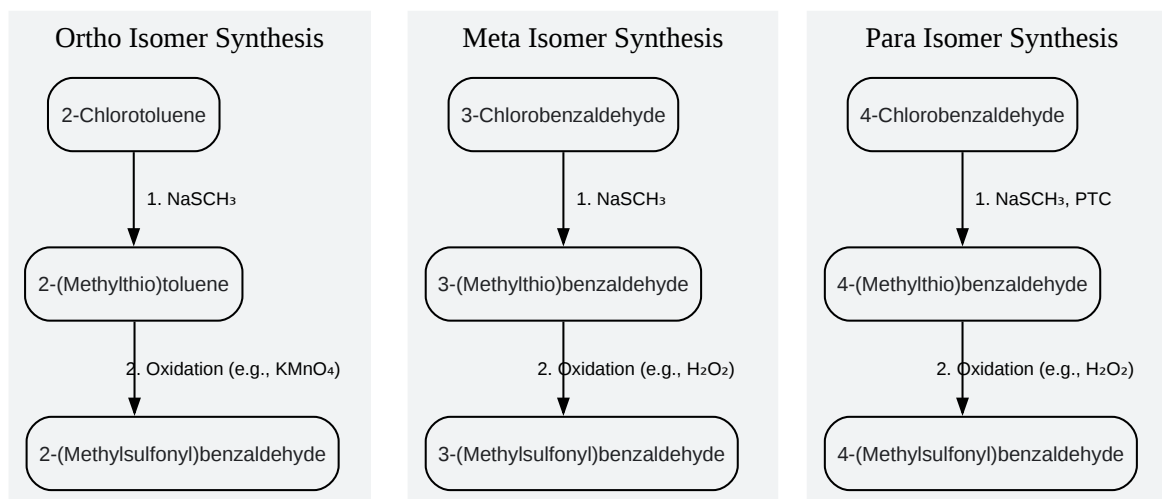 Ortho Isomer Synthesis
2-Chlorotoluene
1. NaSCH₃
2-(Methylthio)toluene
2. Oxidation (e.g., KMnO₄)
2-(Methylsulfonyl)benzaldehyde
Meta Isomer Synthesis
3-Chlorobenzaldehyde
1. NaSCH₃
3-(Methylthio)benzaldehyde
2. Oxidation (e.g., H₂O₂)
3-(Methylsulfonyl)benzaldehyde
Para Isomer Synthesis
4-Chlorobenzaldehyde
1. NaSCH₃, PTC
4-(Methylthio)benzaldehyde
2. Oxidation (e.g., H₂O₂)
4-(Methylsulfonyl)benzaldehyde